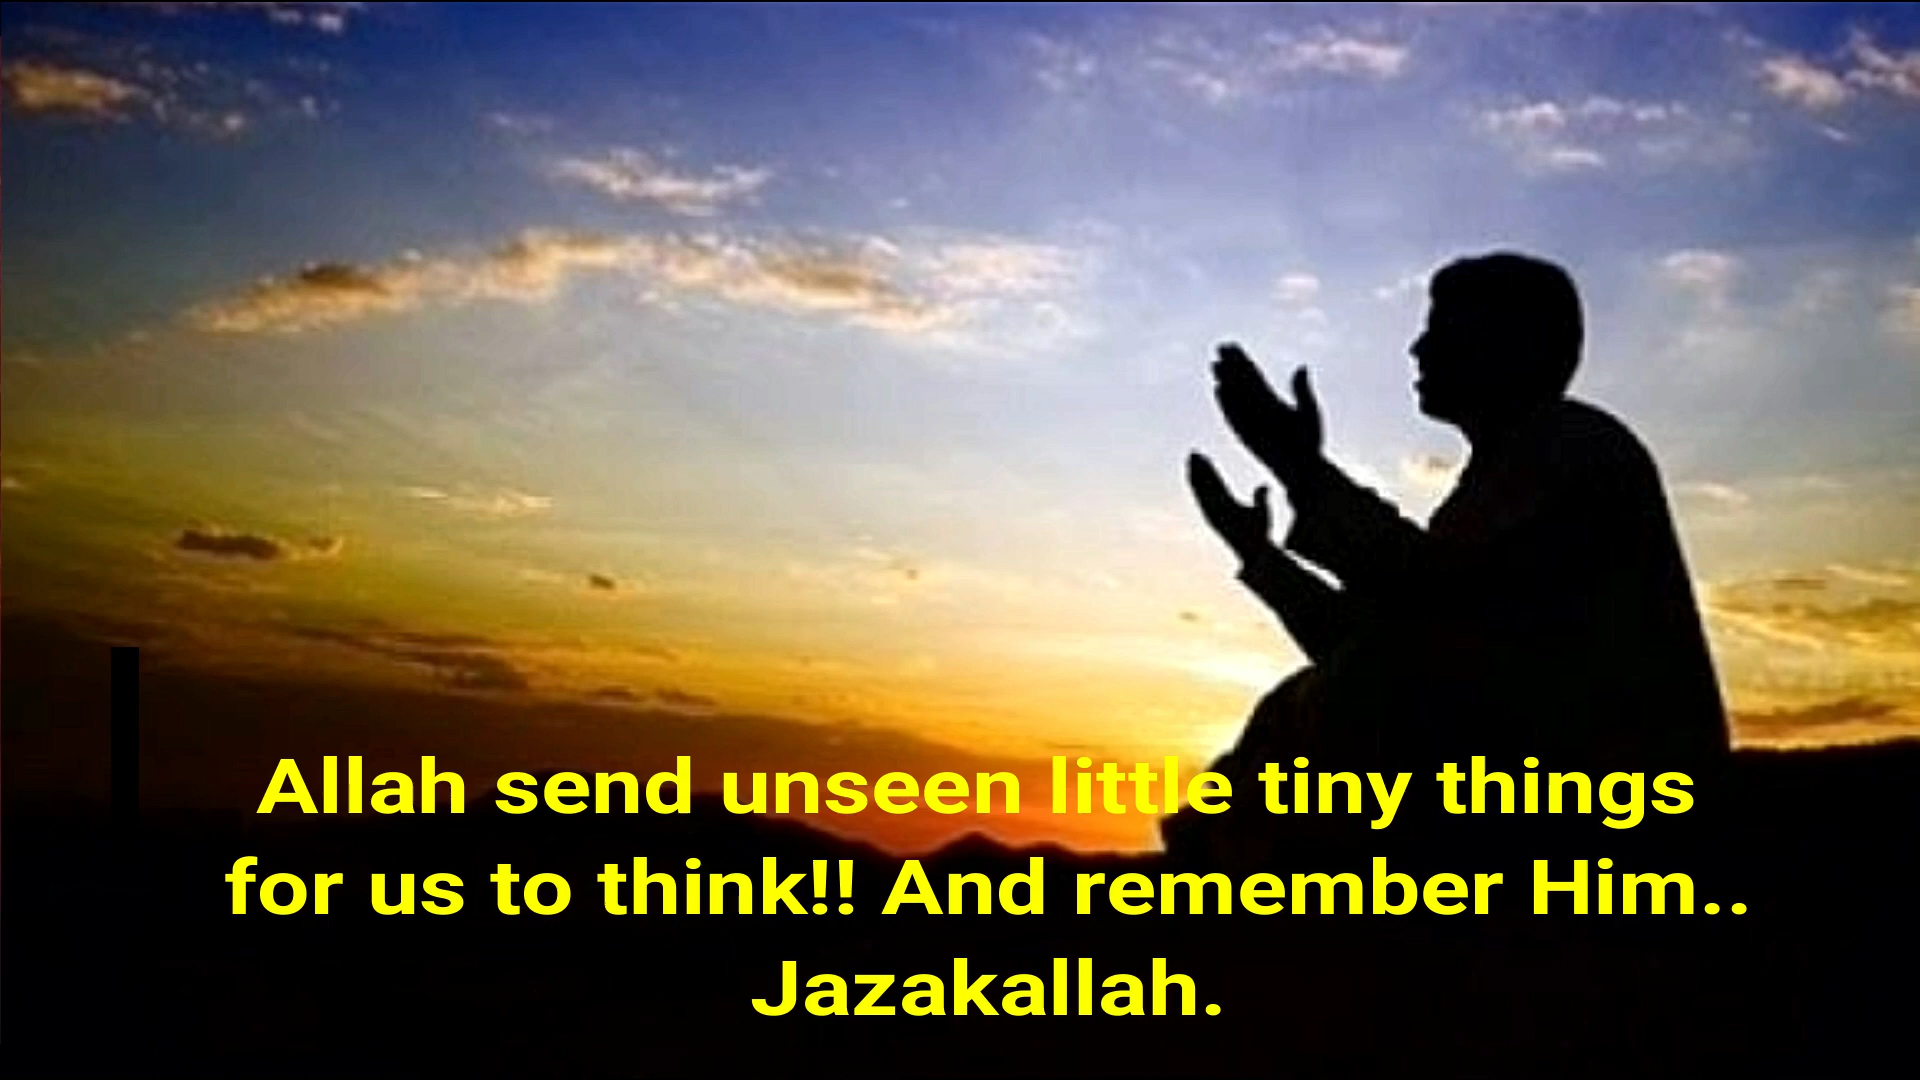 Allah send unseen little tiny things
for us to think!! And remember Him..
Jazakallah.